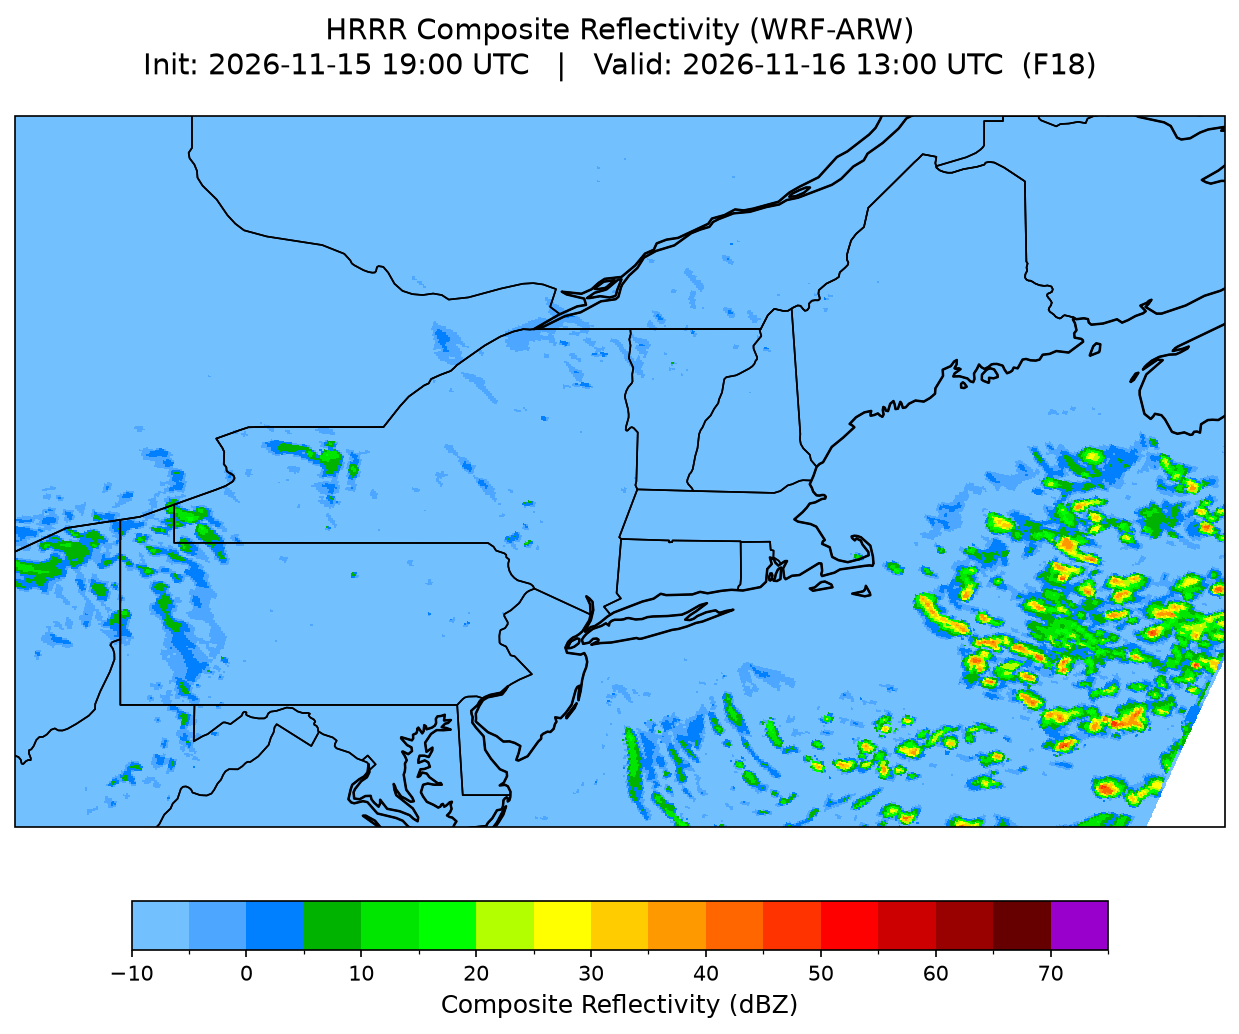 HRRR Composite Reflectivity (WRF-ARW)
Init: 2026-11-15 19:00 UTC   |   Valid: 2026-11-16 13:00 UTC  (F18)
−10 0 10 20 30 40 50 60 70
Composite Reflectivity (dBZ)